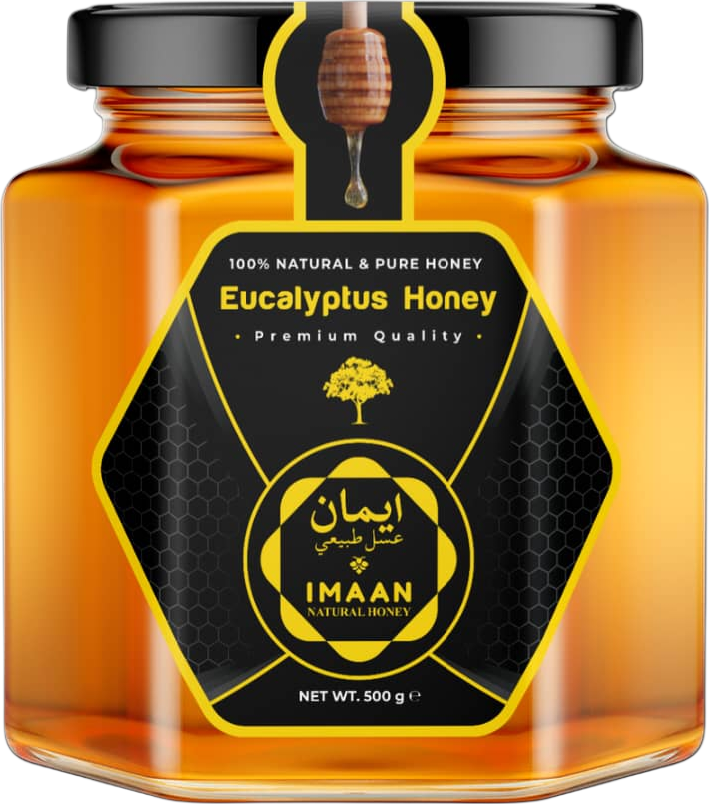 100% NATURAL & PURE HONEY
Eucalyptus Honey
• Premium Quality •
ايمان
عسل طبيعي
IMAAN
NATURAL HONEY
NET WT. 500 g ℮